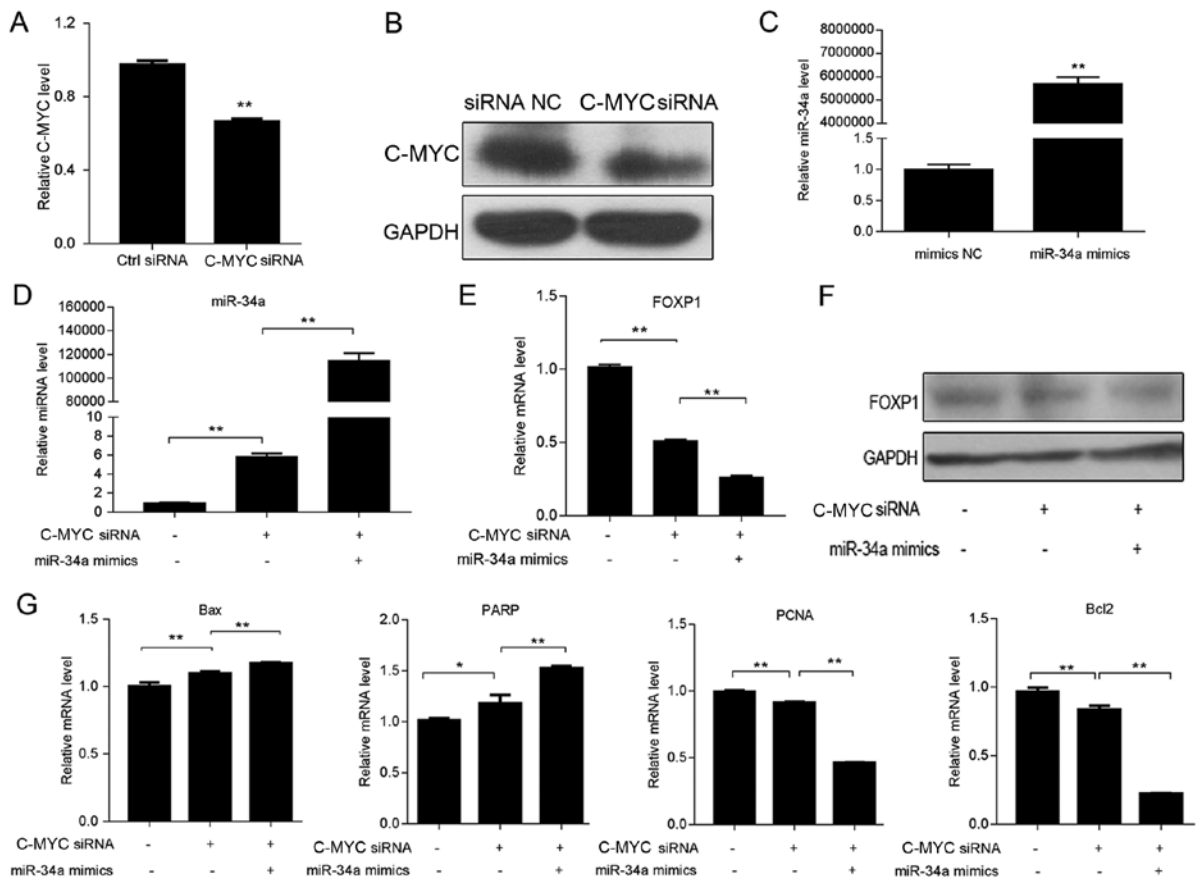 A
Relative C-MYC level
1.2
0.8
0.4
0.0
**
Ctrl siRNA
C-MYC siRNA
B
siRNA NC
C-MYC siRNA
C-MYC
GAPDH
C
Relative miR-34a level
8000000
7000000
6000000
5000000
4000000
1.5
1.0
0.5
0.0
**
mimics NC
miR-34a mimics
D
miR-34a
Relative miRNA level
160000
140000
120000
100000
80000
10
8
6
4
2
0
**
**
C-MYC siRNA - + +
miR-34a mimics - - +
E
FOXP1
Relative mRNA level
1.5
1.0
0.5
0.0
**
**
C-MYC siRNA - + +
miR-34a mimics - - +
F
FOXP1
GAPDH
C-MYC siRNA - + +
miR-34a mimics - - +
G
Bax
Relative mRNA level
1.5
1.0
0.5
0.0
**
**
C-MYC siRNA - + +
miR-34a mimics - - +
PARP
Relative mRNA level
2.0
1.5
1.0
0.5
0.0
*
**
C-MYC siRNA - + +
miR-34a mimics - - +
PCNA
Relative mRNA level
1.5
1.0
0.5
0.0
**
**
C-MYC siRNA - + +
miR-34a mimics - - +
Bcl2
Relative mRNA level
1.5
1.0
0.5
0.0
**
**
C-MYC siRNA - + +
miR-34a mimics - - +